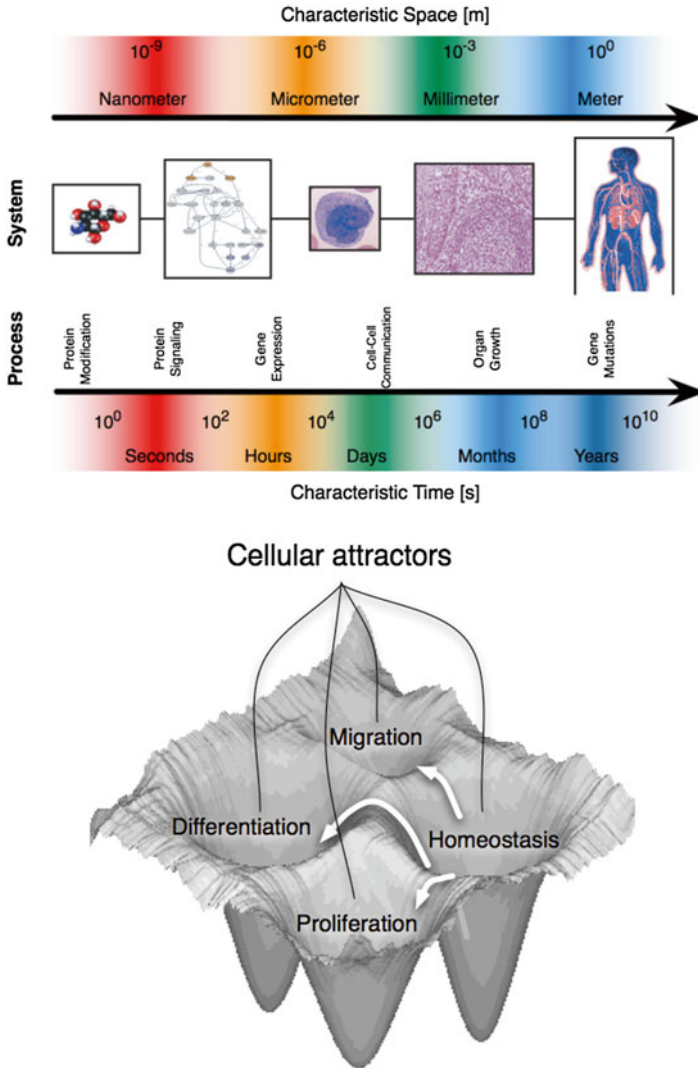 Characteristic Space [m]
10-9 10-6 10-3 100
Nanometer Micrometer Millimeter Meter
System
Process
Protein
Modification
Protein
Signaling
Gene
Expression
Cell-Cell
Communication
Organ
Growth
Gene
Mutations
100 102 104 106 108 1010
Seconds Hours Days Months Years
Characteristic Time [s]
Cellular attractors
Migration
Differentiation
Homeostasis
Proliferation